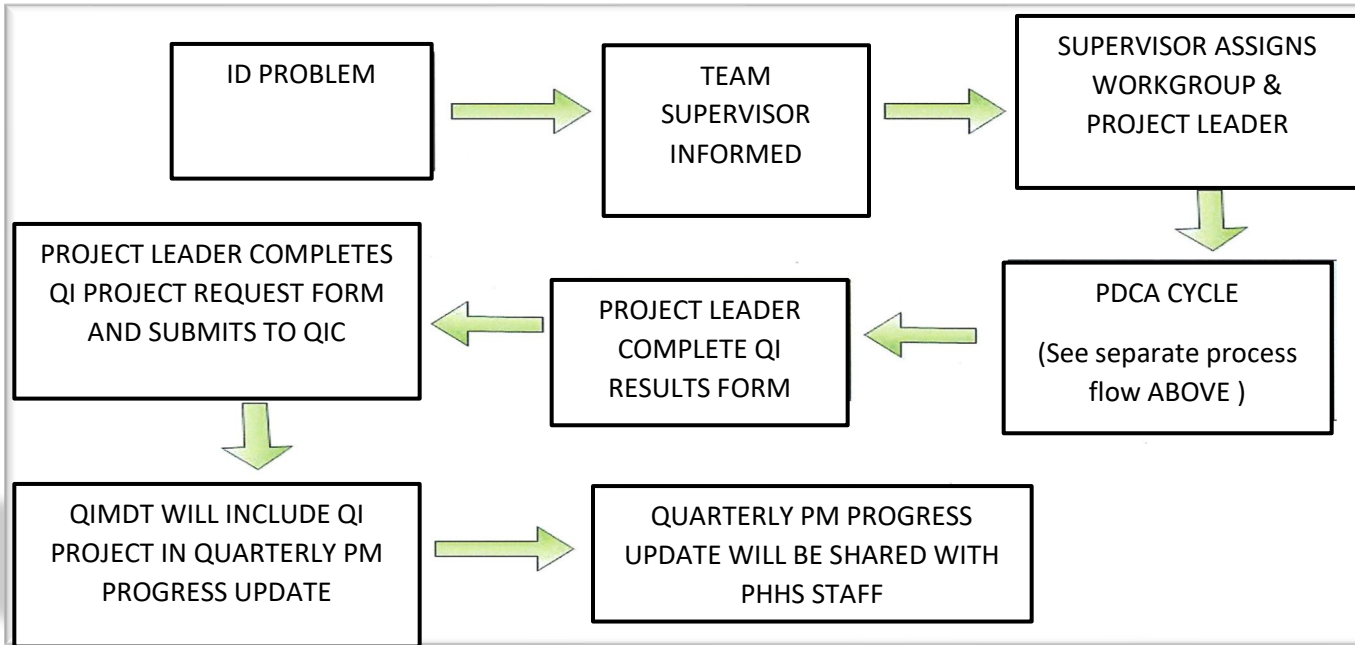 ID PROBLEM
TEAM
SUPERVISOR
INFORMED
SUPERVISOR ASSIGNS
WORKGROUP &
PROJECT LEADER
PDCA CYCLE
(See separate process
flow ABOVE )
PROJECT LEADER
COMPLETE QI
RESULTS FORM
PROJECT LEADER COMPLETES
QI PROJECT REQUEST FORM
AND SUBMITS TO QIC
QIMDT WILL INCLUDE QI
PROJECT IN QUARTERLY PM
PROGRESS UPDATE
QUARTERLY PM PROGRESS
UPDATE WILL BE SHARED WITH
PHHS STAFF